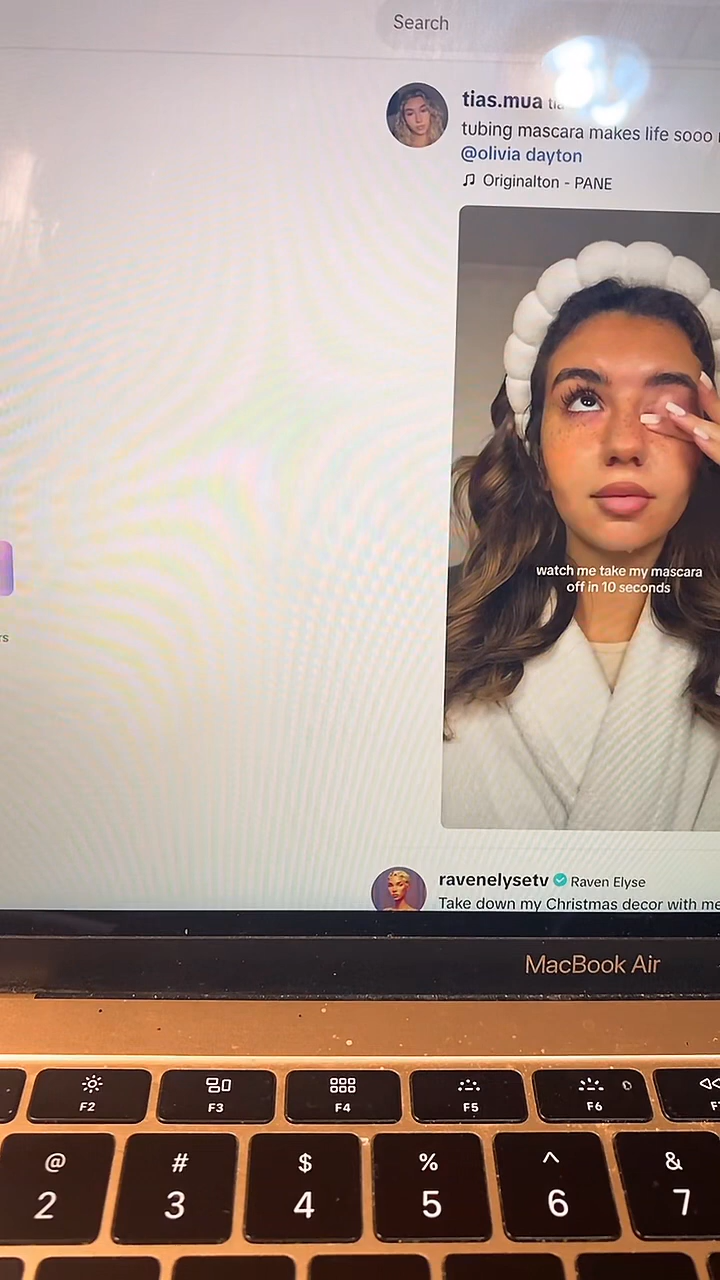 Search
tias.mua
tubing mascara makes life sooo
@olivia dayton
Originalton - PANE
watch me take my mascara
off in 10 seconds
rs
ravenelysetv Raven Elyse
Take down my Christmas decor with me
MacBook Air
F2 F3 F4 F5 F6
@ # $ % ^ &
2 3 4 5 6 7